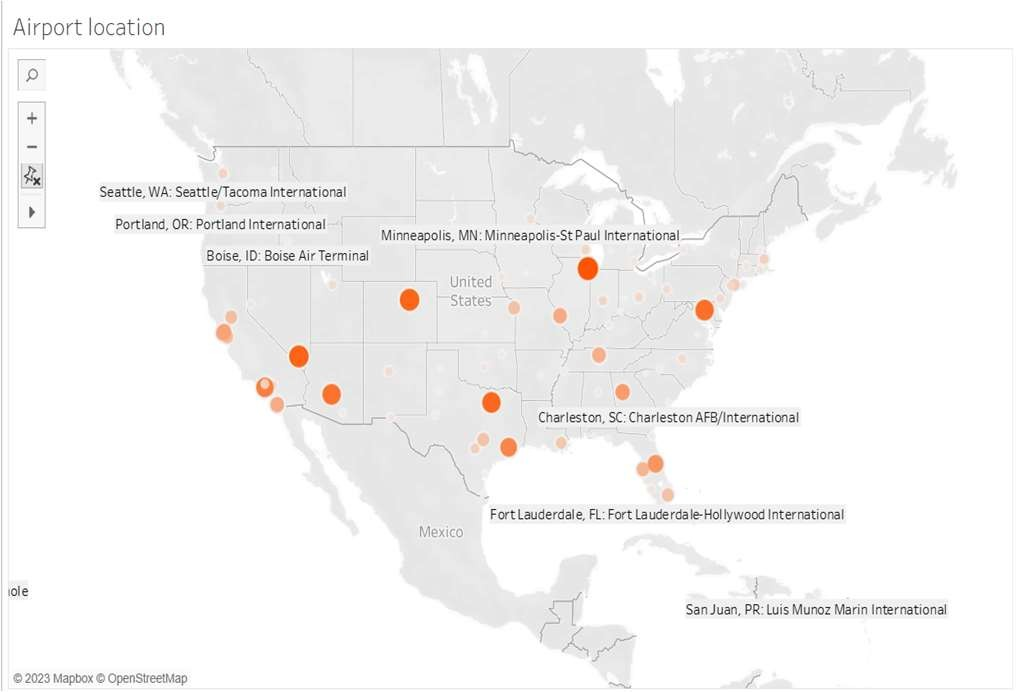 Airport location
Seattle, WA: Seattle/Tacoma International
Portland, OR: Portland International
Minneapolis, MN: Minneapolis-St Paul International
Boise, ID: Boise Air Terminal
United
States
Charleston, SC: Charleston AFB/International
Fort Lauderdale, FL: Fort Lauderdale-Hollywood International
Mexico
ole
San Juan, PR: Luis Munoz Marin International
© 2023 Mapbox © OpenStreetMap